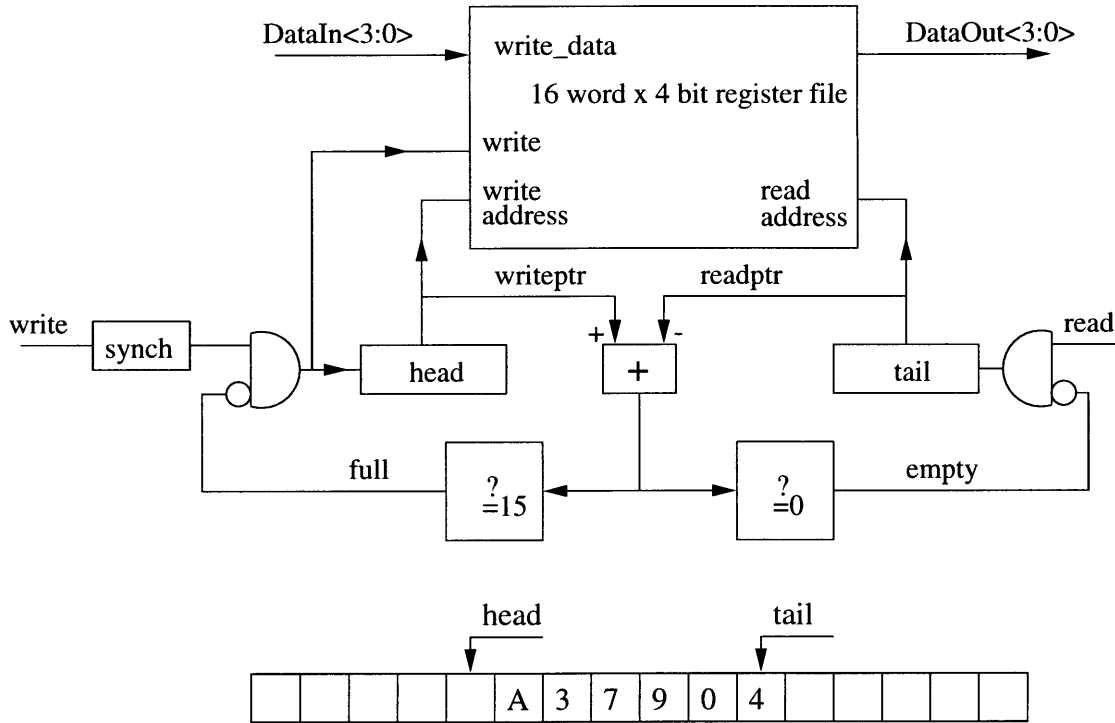 DataIn<3:0>
DataOut<3:0>
write_data
16 word x 4 bit register file
write
write
address
read
address
writeptr
readptr
write
synch
head
+
-
+
tail
read
full
?
=15
?
=0
empty
head
tail
A 3 7 9 0 4